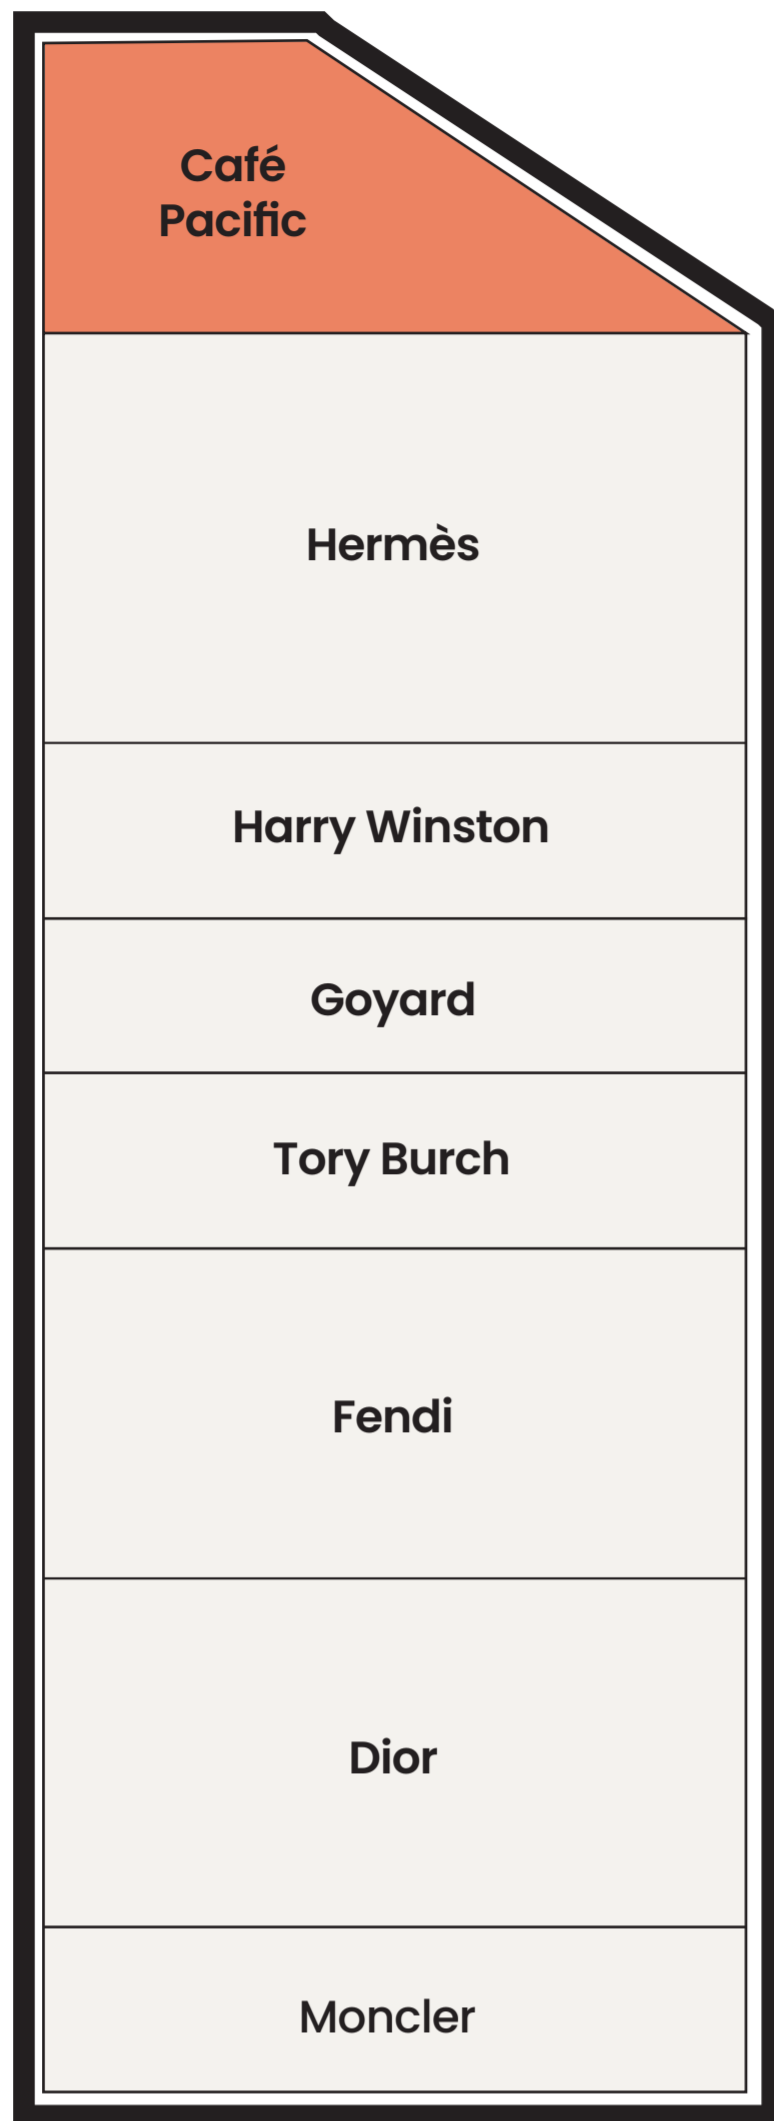 Café
Pacific
Hermès
Harry Winston
Goyard
Tory Burch
Fendi
Dior
Moncler